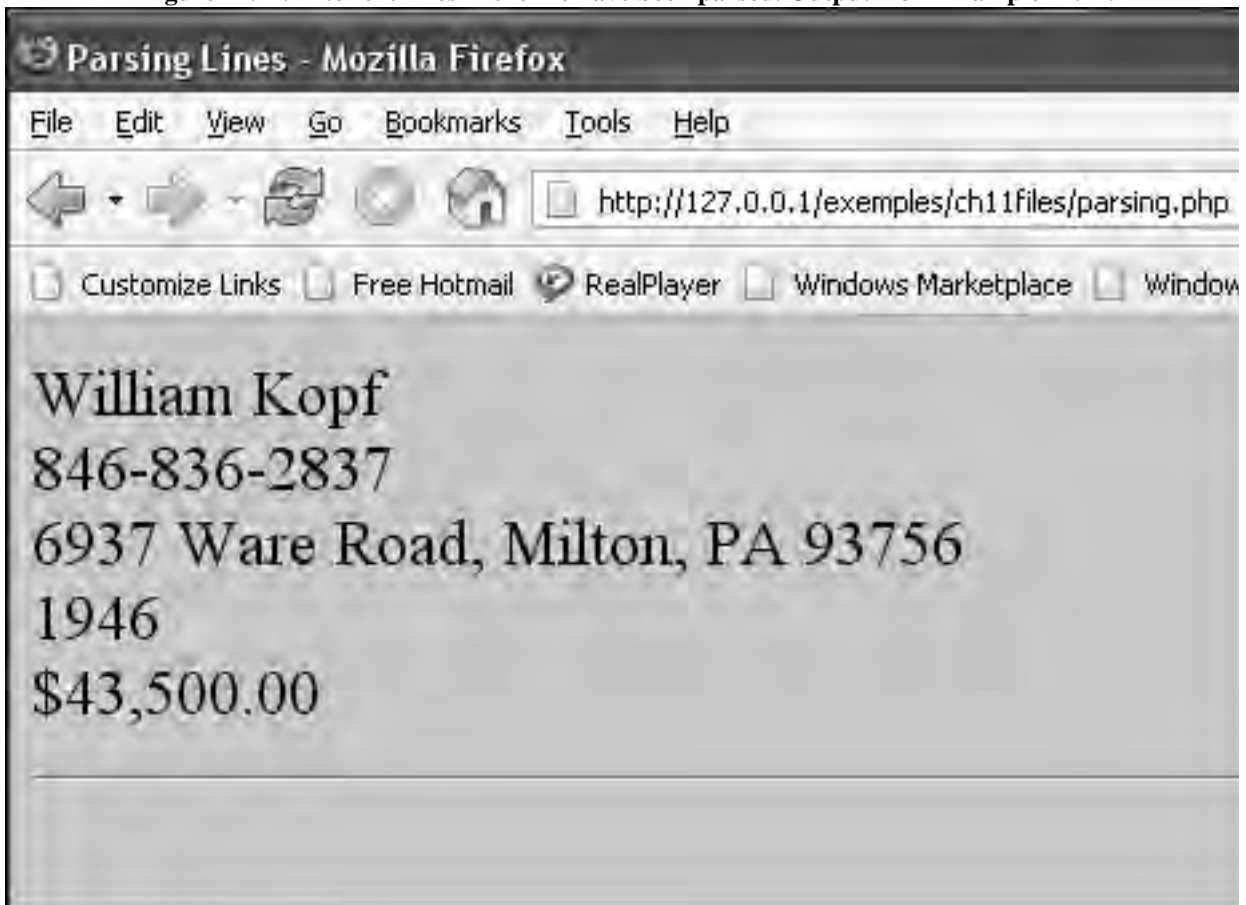 Parsing Lines - Mozilla Firefox
File Edit View Go Bookmarks Tools Help
http://127.0.0.1/exemples/ch11files/parsing.php
Customize Links Free Hotmail RealPlayer Windows Marketplace Window
William Kopf
846-836-2837
6937 Ware Road, Milton, PA 93756
1946
$43,500.00